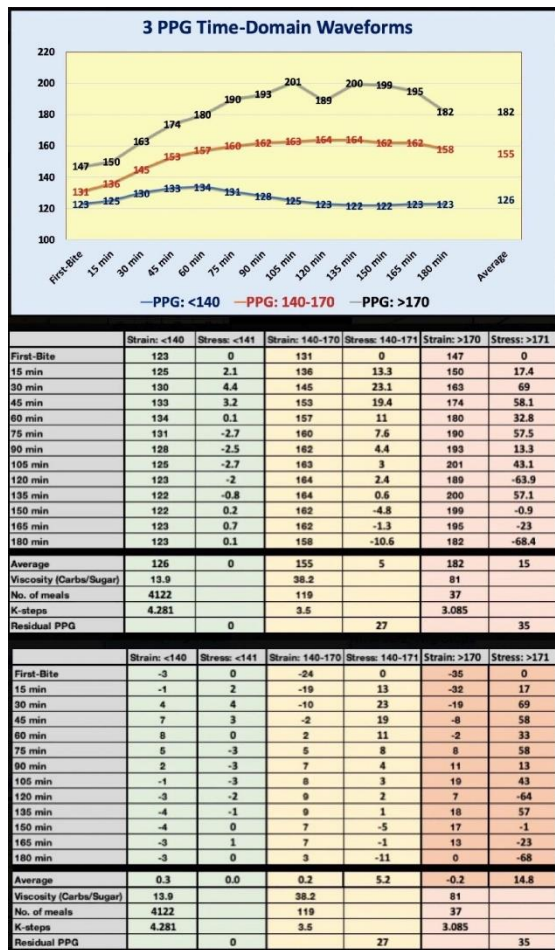 3 PPG Time-Domain Waveforms
220
200
180
160
140
120
100
147 150 163 174 180 190 193 201 189 200 199 195 182 182
131 136 145 153 157 160 162 163 164 164 162 162 158 155
123 125 130 133 134 131 128 125 123 122 122 123 123 126
First-Bite 15 min 30 min 45 min 60 min 75 min 90 min 105 min 120 min 135 min 150 min 165 min 180 min Average
PPG: <140 PPG: 140-170 PPG: >170
Strain: <140 Stress: <141 Strain: 140-170 Stress: 140-171 Strain: >170 Stress: >171
First-Bite 123 0 131 0 147 0
15 min 125 2.1 136 13.3 150 17.4
30 min 130 4.4 145 23.1 163 69
45 min 133 3.2 153 19.4 174 58.1
60 min 134 0.1 157 11 180 32.8
75 min 131 -2.7 160 7.6 190 57.5
90 min 128 -2.5 162 4.4 193 13.3
105 min 125 -2.7 163 3 201 43.1
120 min 123 -2 164 2.4 189 -63.9
135 min 122 -0.8 164 0.6 200 57.1
150 min 122 0.2 162 -4.8 199 -0.9
165 min 123 0.7 162 -1.3 195 -23
180 min 123 0.1 158 -10.6 182 -68.4
Average 126 0 155 5 182 15
Viscosity (Carbs/Sugar) 13.9 38.2 81
No. of meals 4122 119 37
K-steps 4.281 3.5 3.085
Residual PPG 0 27 35
Strain: <140 Stress: <141 Strain: 140-170 Stress: 140-171 Strain: >170 Stress: >171
First-Bite -3 0 -24 0 -35 0
15 min -1 2 -19 13 -32 17
30 min 4 4 -10 23 -19 69
45 min 7 3 -2 19 -8 58
60 min 8 0 2 11 -2 33
75 min 5 -3 5 8 8 58
90 min 2 -3 7 4 11 13
105 min -1 -3 8 3 19 43
120 min -3 -2 9 2 7 -64
135 min -4 -1 9 1 18 57
150 min -4 0 7 -5 17 -1
165 min -3 1 7 -1 13 -23
180 min -3 0 3 -11 0 -68
Average 0.3 0.0 0.2 5.2 -0.2 14.8
Viscosity (Carbs/Sugar) 13.9 38.2 81
No. of meals 4122 119 37
K-steps 4.281 3.5 3.085
Residual PPG 0 27 35